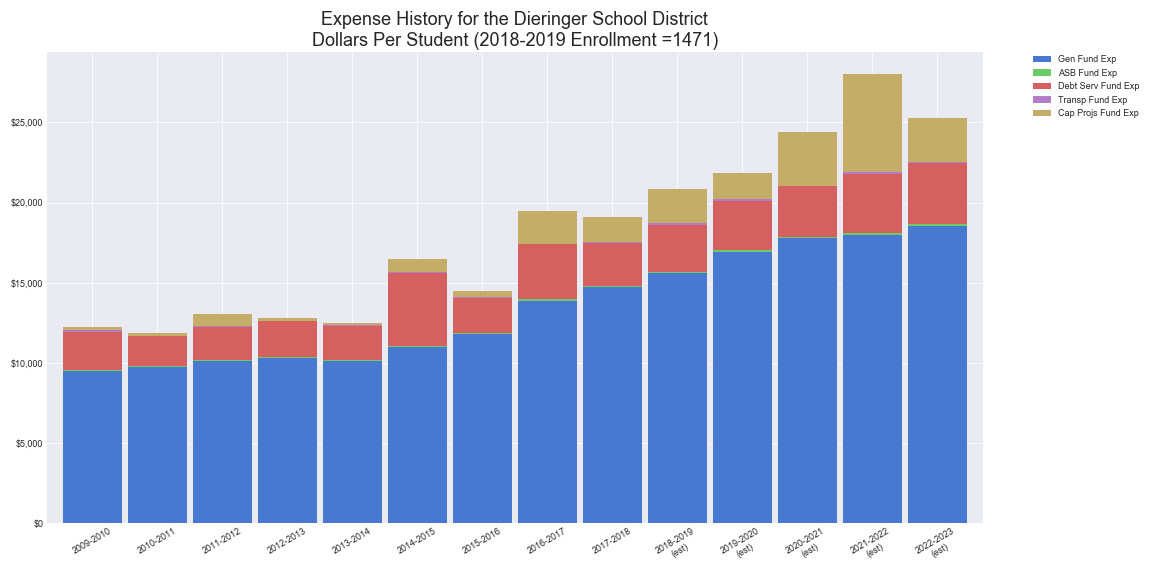 Expense History for the Dieringer School District
Dollars Per Student (2018-2019 Enrollment =1471)
Gen Fund Exp
ASB Fund Exp
Debt Serv Fund Exp
Transp Fund Exp
Cap Projs Fund Exp
$25,000
$20,000
$15,000
$10,000
$5,000
$0
2009-2010
2010-2011
2011-2012
2012-2013
2013-2014
2014-2015
2015-2016
2016-2017
2017-2018
2018-2019
(est)
2019-2020
(est)
2020-2021
(est)
2021-2022
(est)
2022-2023
(est)